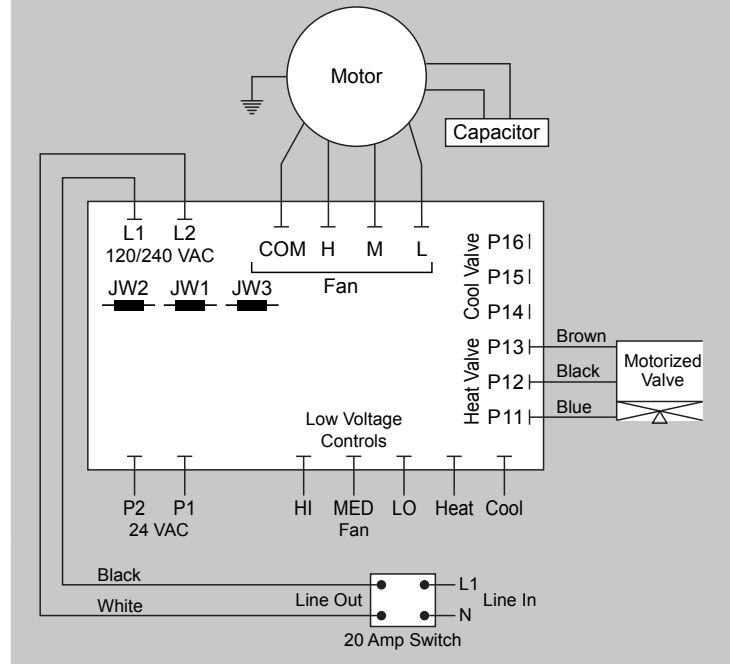 Motor
Capacitor
L1 L2
120/240 VAC
COM H M L
Fan
JW2 JW1 JW3
Cool Valve
P16
P15
P14
Heat Valve
P13
P12
P11
Brown
Black
Blue
Motorized
Valve
Low Voltage
Controls
P2 P1
24 VAC
HI MED LO Heat Cool
Fan
Black
White
Line Out
L1
N
Line In
20 Amp Switch